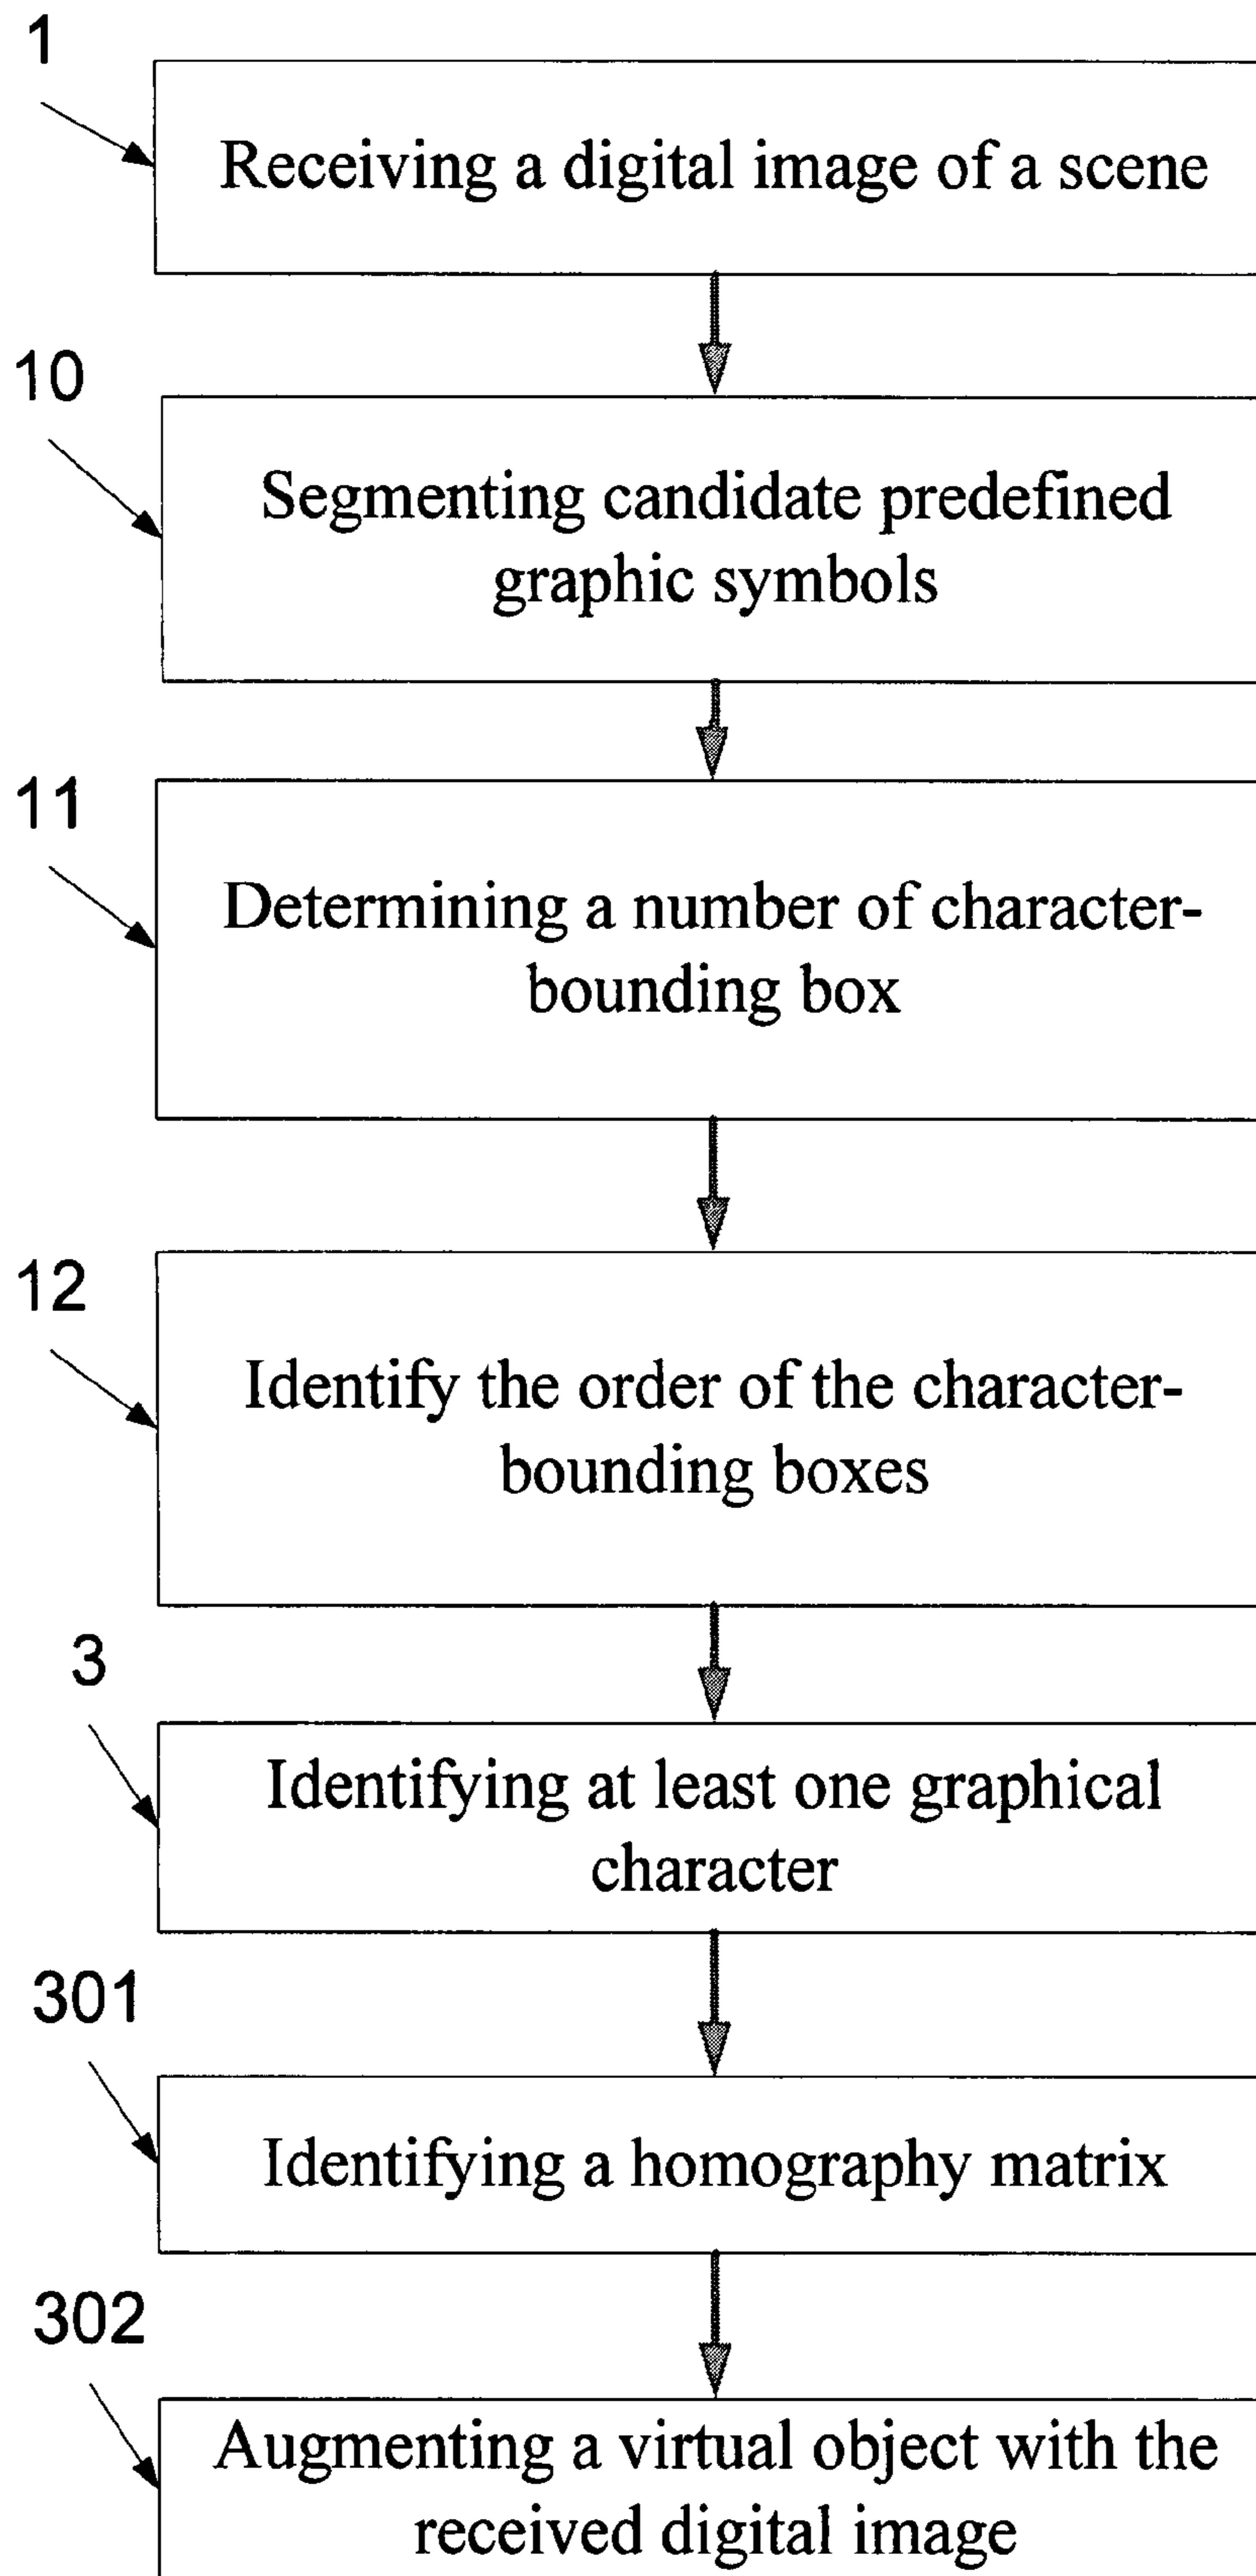 1
Receiving a digital image of a scene
10
Segmenting candidate predefined
graphic symbols
11
Determining a number of character-
bounding box
12
Identify the order of the character-
bounding boxes
3
Identifying at least one graphical
character
301
Identifying a homography matrix
302
Augmenting a virtual object with the
received digital image